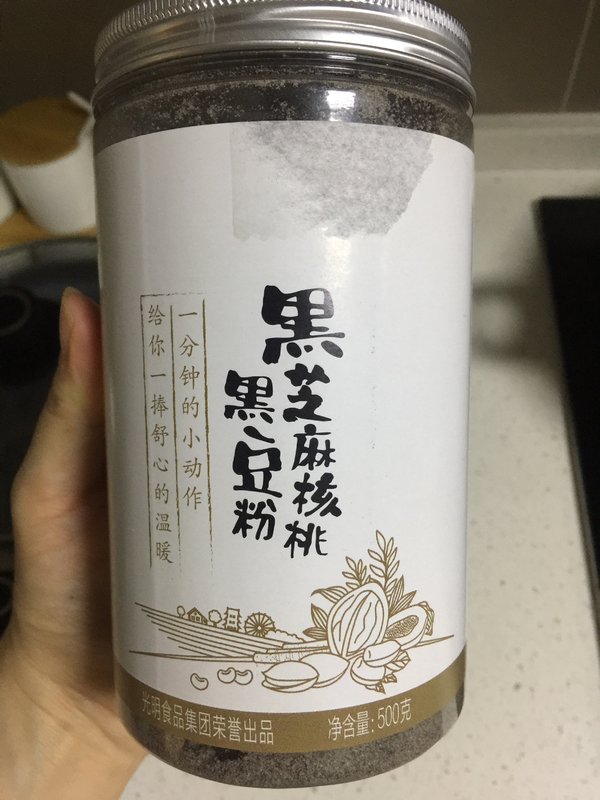 黑芝麻核桃
黑豆粉
一分钟的小动作
给你一捧舒心的温暖
光明食品集团荣誉出品
净含量:500克